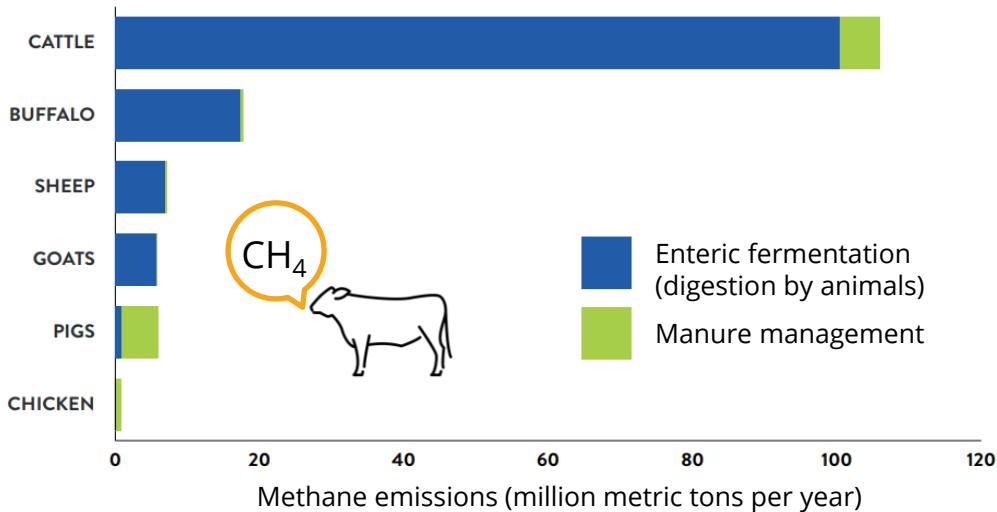 CATTLE
BUFFALO
SHEEP
GOATS
PIGS
CHICKEN
CH₄
Enteric fermentation
(digestion by animals)
Manure management
0 20 40 60 80 100 120
Methane emissions (million metric tons per year)